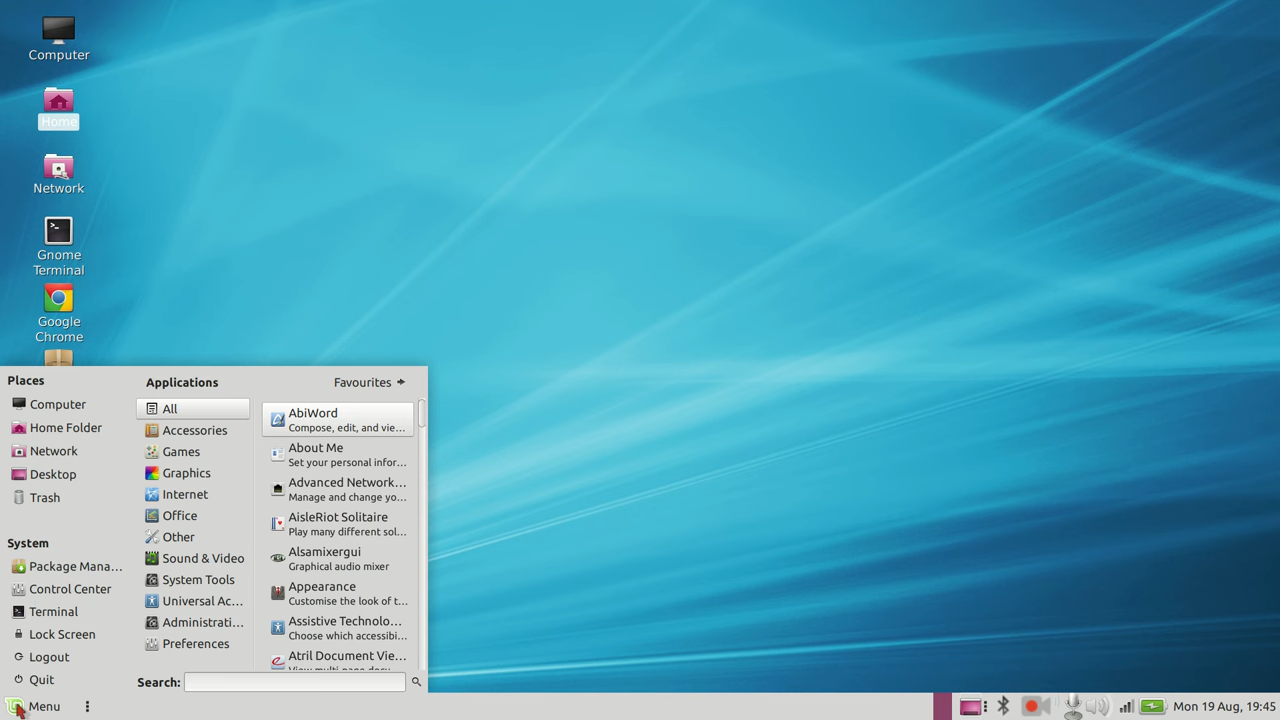 Computer
Home
Network
Gnome
Terminal
Google
Chrome
Places
Computer
Home Folder
Network
Desktop
Trash
System
Package Mana...
Control Center
Terminal
Lock Screen
Logout
Quit
Applications
Favourites
All
Accessories
Games
Graphics
Internet
Office
Other
Sound & Video
System Tools
Universal Ac...
Administrati...
Preferences
AbiWord
Compose, edit, and vie...
About Me
Set your personal infor...
Advanced Network...
Manage and change yo...
AisleRiot Solitaire
Play many different sol...
Alsamixergui
Graphical audio mixer
Appearance
Customise the look of t...
Assistive Technolo...
Choose which accessibi...
Atril Document Vie...
Search:
Menu
Mon 19 Aug, 19:45